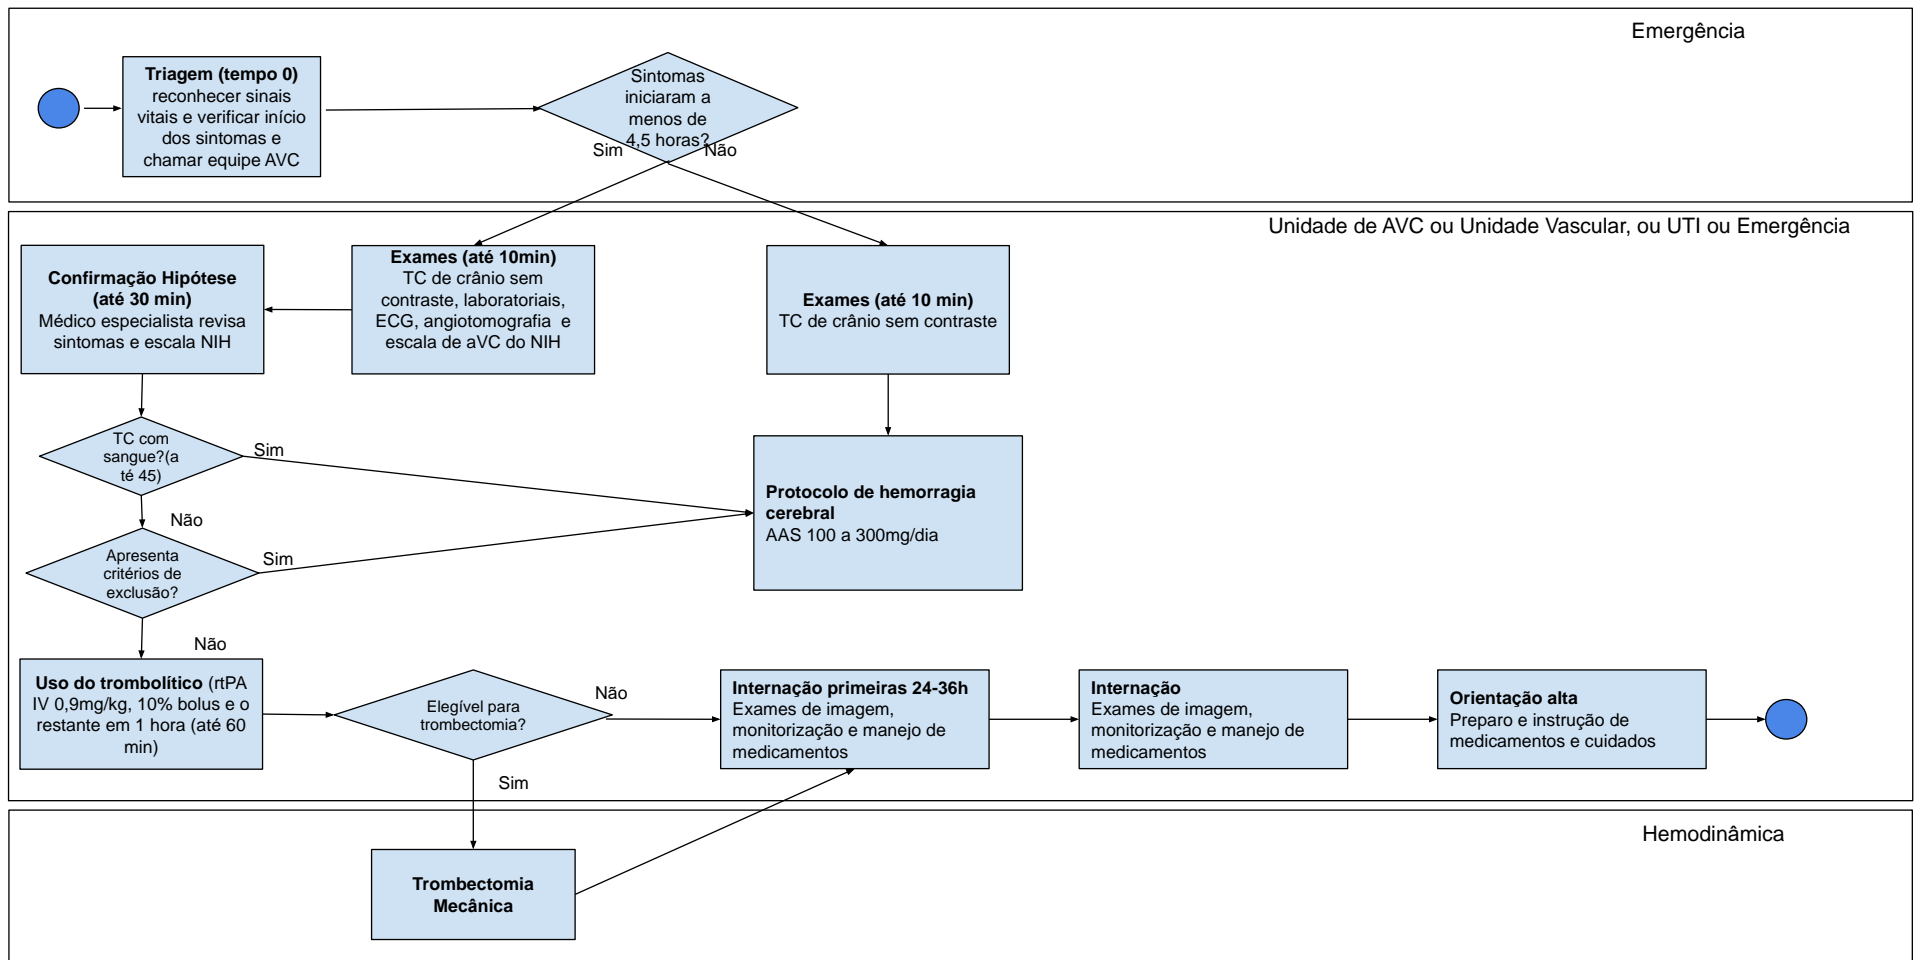 Emergência
Triagem (tempo 0)
reconhecer sinais
vitais e verificar início
dos sintomas e
chamar equipe AVC
Sintomas
iniciaram a
menos de
4,5 horas?
Sim
Não
Unidade de AVC ou Unidade Vascular, ou UTI ou Emergência
Confirmação Hipótese
(até 30 min)
Médico especialista revisa
sintomas e escala NIH
Exames (até 10min)
TC de crânio sem
contraste, laboratoriais,
ECG, angiotomografia e
escala de aVC do NIH
Exames (até 10 min)
TC de crânio sem contraste
TC com
sangue?(a
té 45)
Sim
Não
Protocolo de hemorragia
cerebral
AAS 100 a 300mg/dia
Apresenta
critérios de
exclusão?
Sim
Não
Uso do trombolítico (rtPA
IV 0,9mg/kg, 10% bolus e o
restante em 1 hora (até 60
min)
Elegível para
trombectomia?
Não
Sim
Internação primeiras 24-36h
Exames de imagem,
monitorização e manejo de
medicamentos
Internação
Exames de imagem,
monitorização e manejo de
medicamentos
Orientação alta
Preparo e instrução de
medicamentos e cuidados
Hemodinâmica
Trombectomia
Mecânica